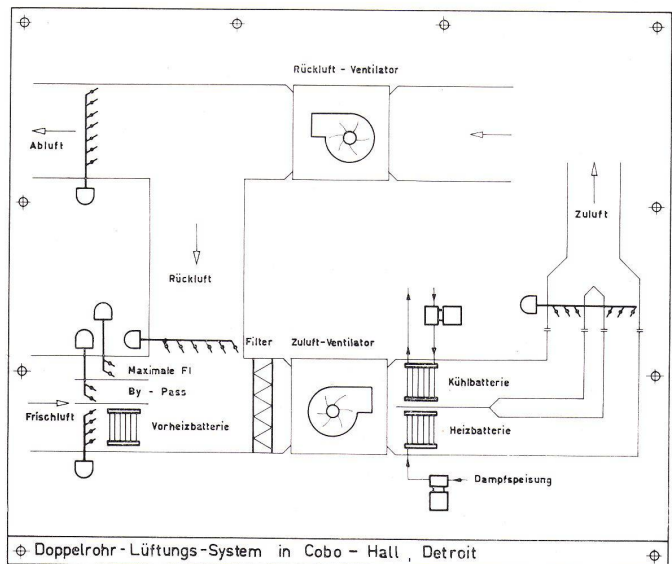 Rückluft - Ventilator
Abluft
Zuluft
Rückluft
Filter
Zuluft-Ventilator
Maximale Fl
By - Pass
Kühlbatterie
Frischluft
Vorheizbatterie
Heizbatterie
Dampfspeisung
Doppelrohr - Lüftungs - System in Cobo - Hall , Detroit